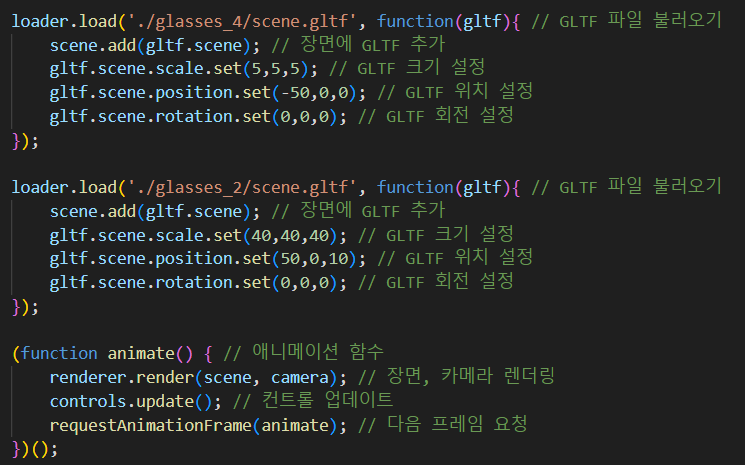 loader.load('./glasses_4/scene.gltf', function(gltf){ // GLTF 파일 불러오기
    scene.add(gltf.scene); // 장면에 GLTF 추가
    gltf.scene.scale.set(5,5,5); // GLTF 크기 설정
    gltf.scene.position.set(-50,0,0); // GLTF 위치 설정
    gltf.scene.rotation.set(0,0,0); // GLTF 회전 설정
});
loader.load('./glasses_2/scene.gltf', function(gltf){ // GLTF 파일 불러오기
    scene.add(gltf.scene); // 장면에 GLTF 추가
    gltf.scene.scale.set(40,40,40); // GLTF 크기 설정
    gltf.scene.position.set(50,0,10); // GLTF 위치 설정
    gltf.scene.rotation.set(0,0,0); // GLTF 회전 설정
});
(function animate() { // 애니메이션 함수
    renderer.render(scene, camera); // 장면, 카메라 렌더링
    controls.update(); // 컨트롤 업데이트
    requestAnimationFrame(animate); // 다음 프레임 요청
})();